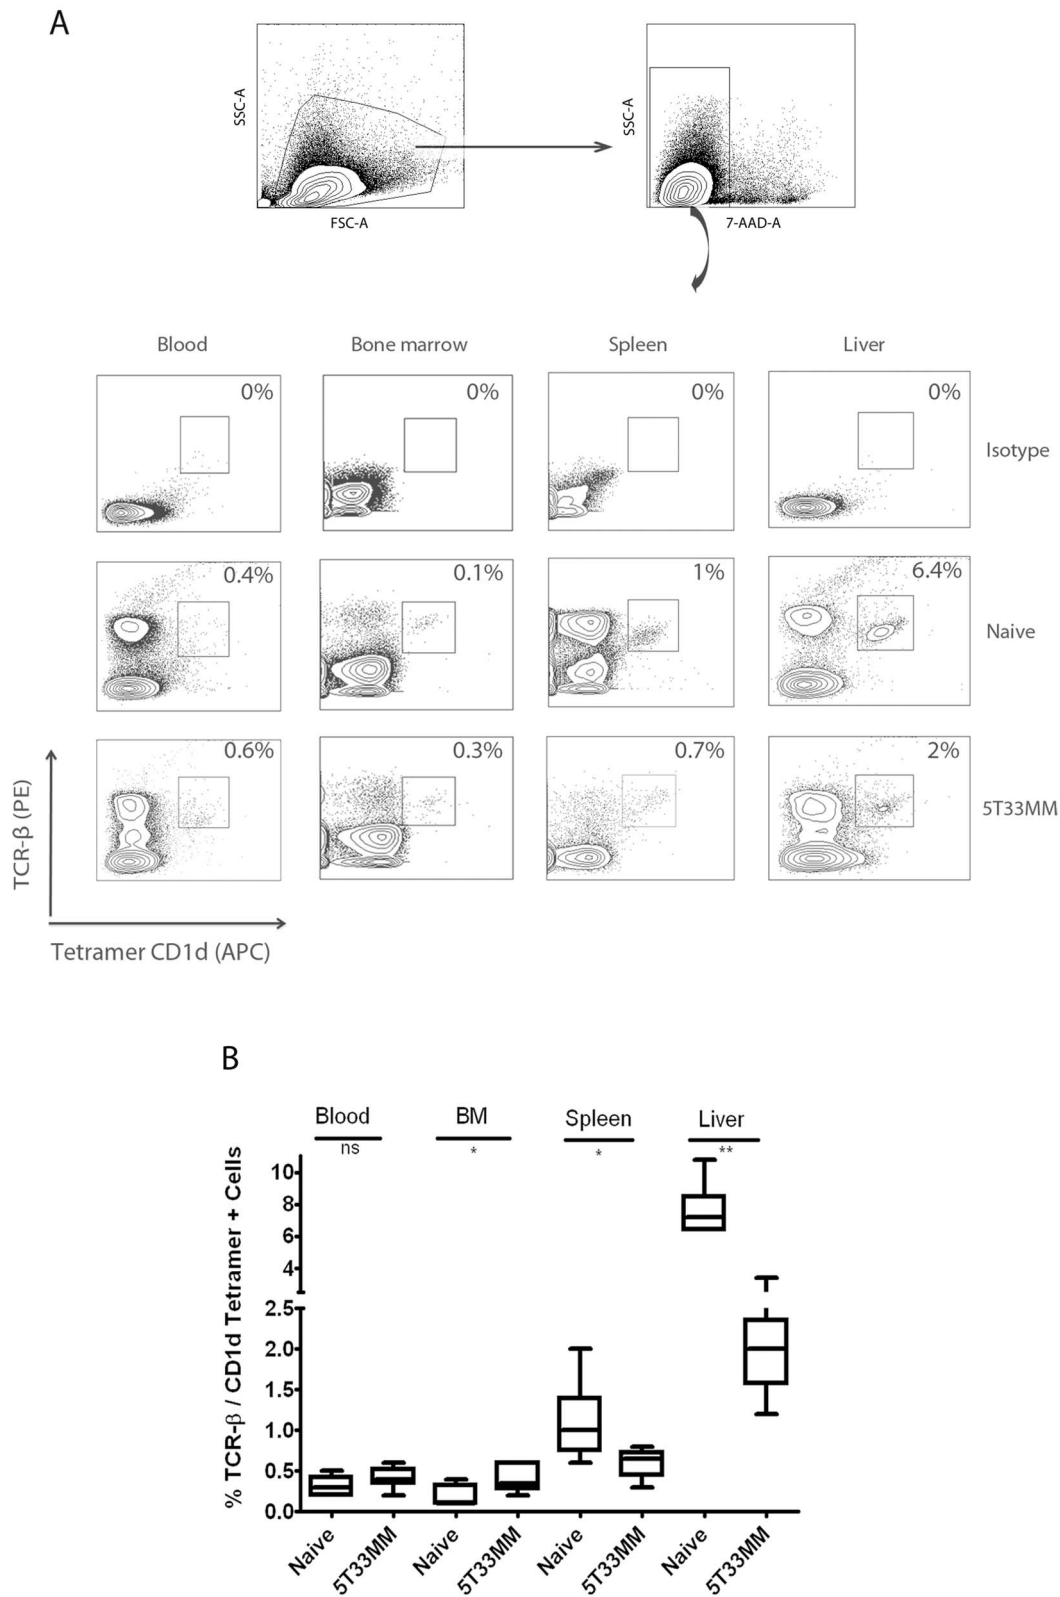 A
SSC-A
FSC-A
SSC-A
7-AAD-A
Blood
Bone marrow
Spleen
Liver
0%
0%
0%
0%
Isotype
0.4%
0.1%
1%
6.4%
Naive
0.6%
0.3%
0.7%
2%
5T33MM
TCR-β (PE)
Tetramer CD1d (APC)
B
Blood
BM
Spleen
Liver
ns
*
*
**
% TCR-β / CD1d Tetramer + Cells
10
8
6
4
2.5
2.0
1.5
1.0
0.5
0.0
Naive
5T33MM
Naive
5T33MM
Naive
5T33MM
Naive
5T33MM